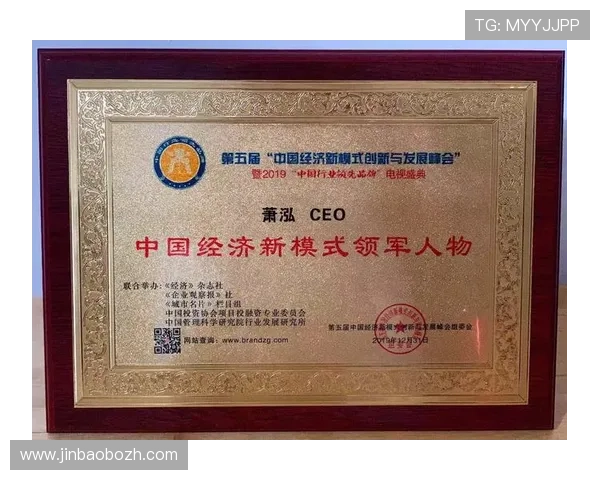 TG: MYYJJPP
第五届“中国经济新模式创新与发展峰会”
暨2019“中国行业领先品牌”电视盛典
萧泓 CEO
中国经济新模式领军人物
联合举办:《经济》杂志社
《企业观察报》社
《城市名片》栏目组
中国投资协会项目投融资专业委员会
中国管理科学研究院行业发展研究所
网站查询:www.brandzg.com
第五届中国经济新模式创新与发展峰会组委会
2019年12月31日
www.jinbaobozh.com